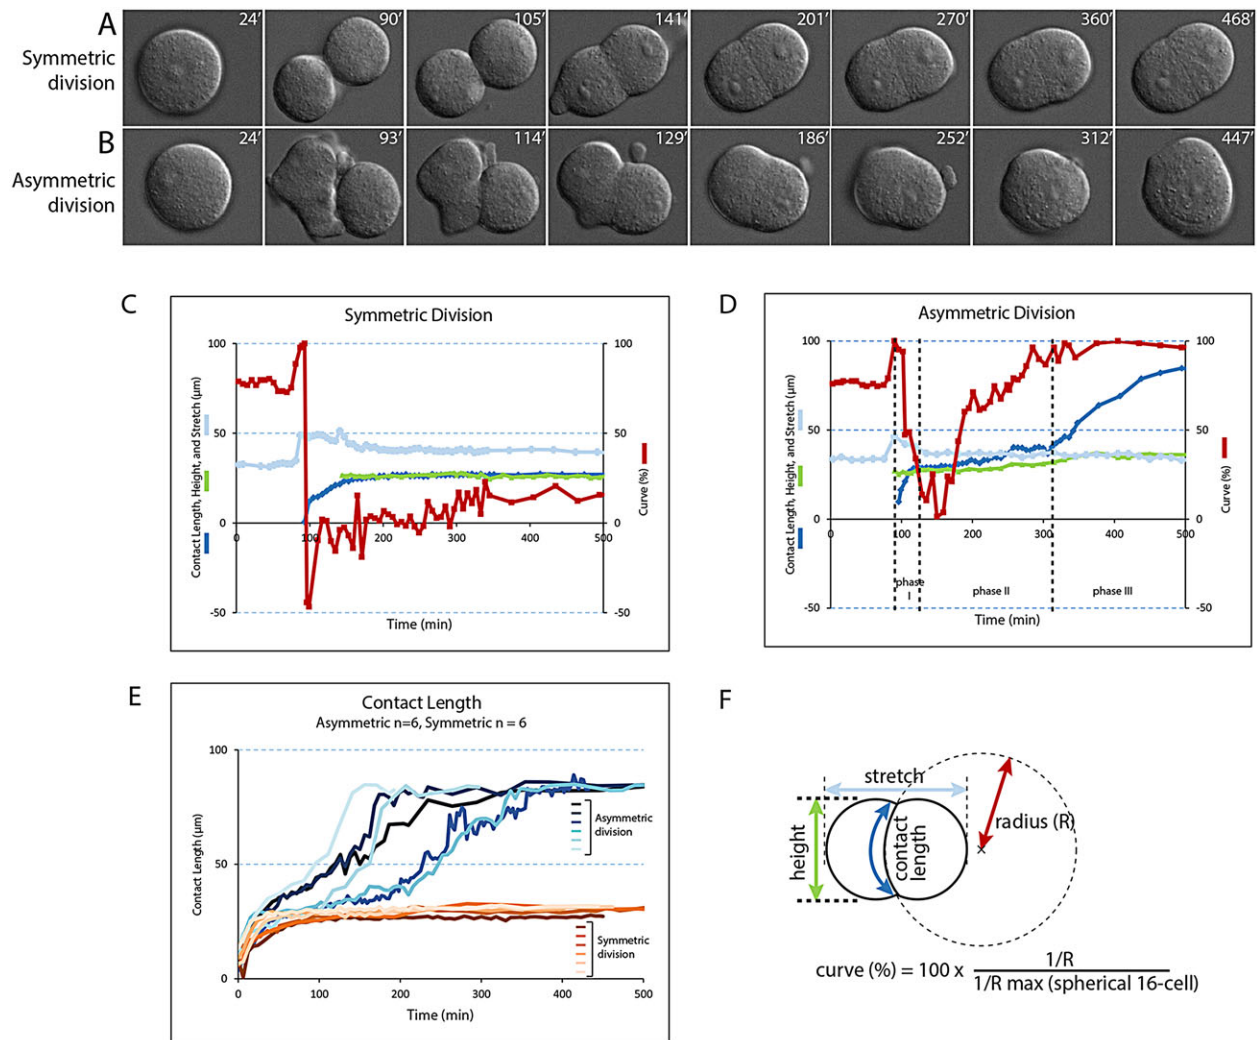 A
Symmetric
division
24′
90′
105′
141′
201′
270′
360′
468′
B
Asymmetric
division
24′
93′
114′
129′
186′
252′
312′
447′
C
Symmetric Division
Contact Length, Height, and Stretch (μm)
100
50
0
-50
100
200
300
400
500
100
50
0
-50
Curve (%)
Time (min)
D
Asymmetric Division
Contact Length, Height, and Stretch (μm)
100
50
0
-50
0
100
200
300
400
500
100
50
0
-50
Curve (%)
phase
I
phase II
phase III
Time (min)
E
Contact Length
Asymmetric n=6, Symmetric n = 6
Contact Length (μm)
100
50
0
0
100
200
300
400
500
Asymmetric
division
Symmetric
division
Time (min)
F
stretch
height
contact
length
radius (R)
x
curve (%) = 100 x
1/R
1/R max (spherical 16-cell)